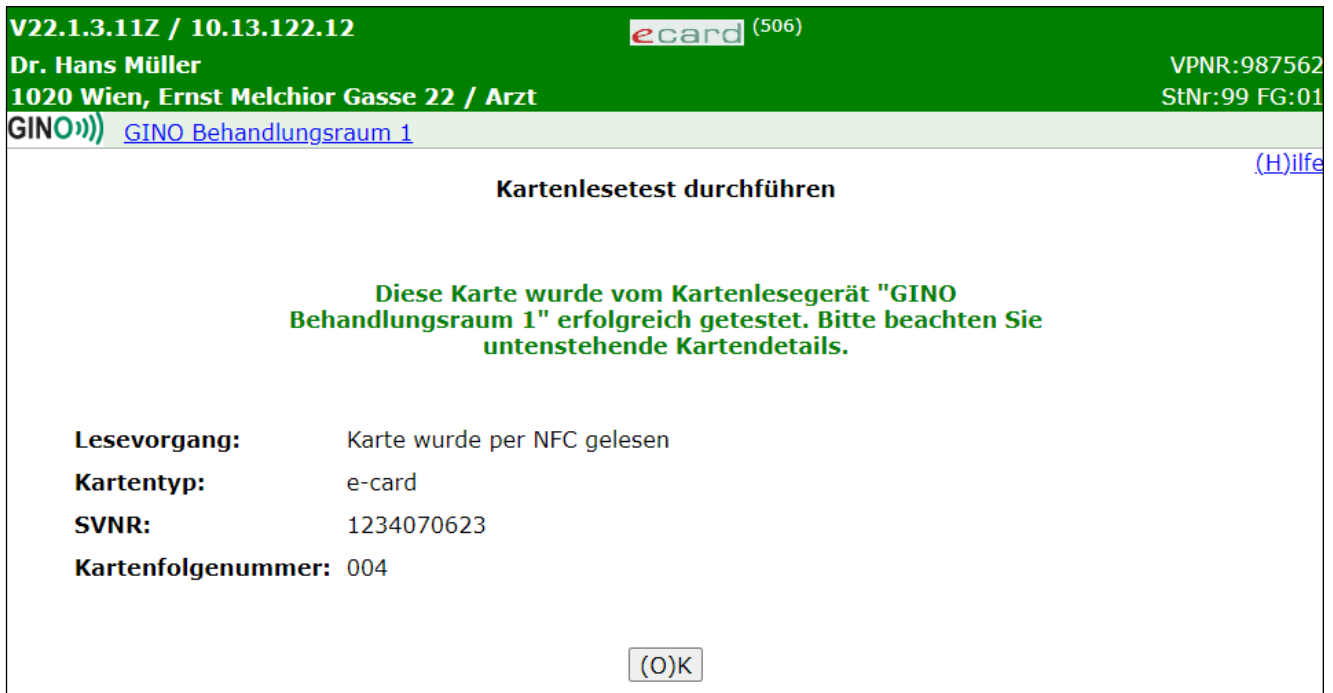 V22.1.3.11Z / 10.13.122.12 ecard (506)
Dr. Hans Müller VPNR:987562
1020 Wien, Ernst Melchior Gasse 22 / Arzt StNr:99 FG:01
GINO GINO Behandlungsraum 1
(H)ilfe
Kartenlesetest durchführen
Diese Karte wurde vom Kartenlesegerät "GINO
Behandlungsraum 1" erfolgreich getestet. Bitte beachten Sie
untenstehende Kartendetails.
Lesevorgang: Karte wurde per NFC gelesen
Kartentyp: e-card
SVNR: 1234070623
Kartenfolgenummer: 004
(O)K